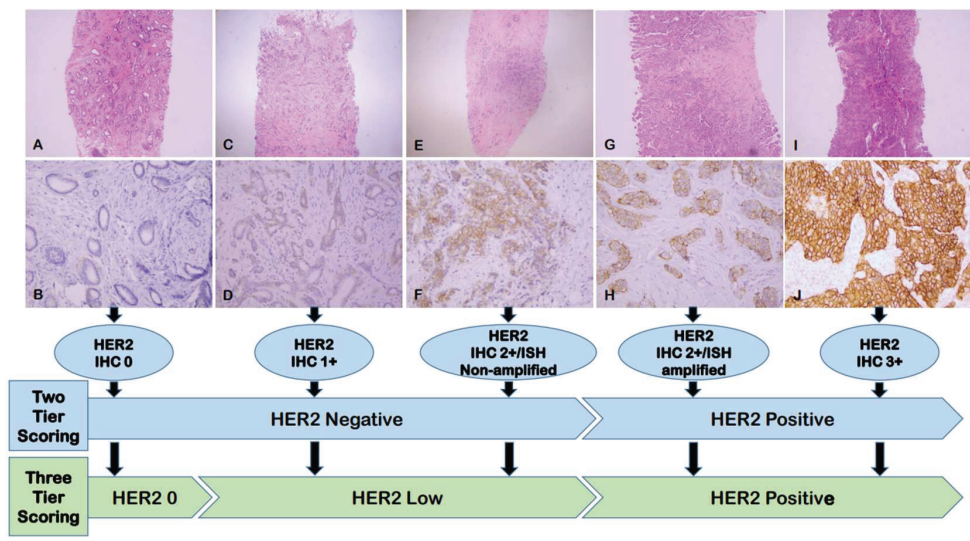 A
C
E
G
I
B
D
F
H
J
HER2
IHC 0
HER2
IHC 1+
HER2
IHC 2+/ISH
Non-amplified
HER2
IHC 2+/ISH
amplified
HER2
IHC 3+
Two
Tier
Scoring
HER2 Negative
HER2 Positive
Three
Tier
Scoring
HER2 0
HER2 Low
HER2 Positive